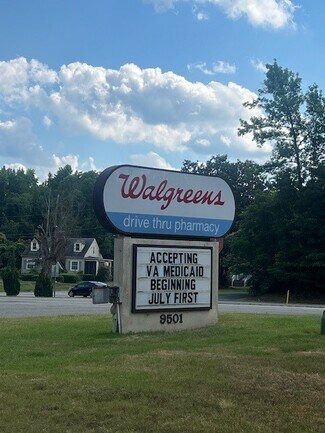 Walgreens
drive thru pharmacy
ACCEPTING
VA MEDICAID
BEGINNING
JULY FIRST
9501